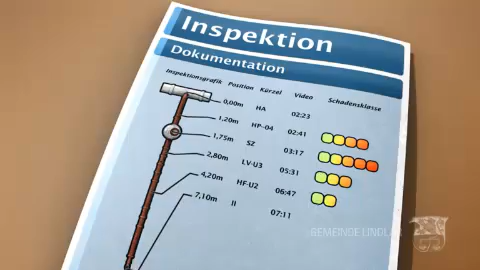 Inspektion
Dokumentation
Inspektionsgrafik Position Kürzel Video Schadensklasse
0,00m HA 02:23
1,20m HP-04 02:41
1,75m SZ 03:17
2,80m LV-U3 05:31
4,20m HF-U2 06:47
7,10m II 07:11
GEMEINDE LINDLAR